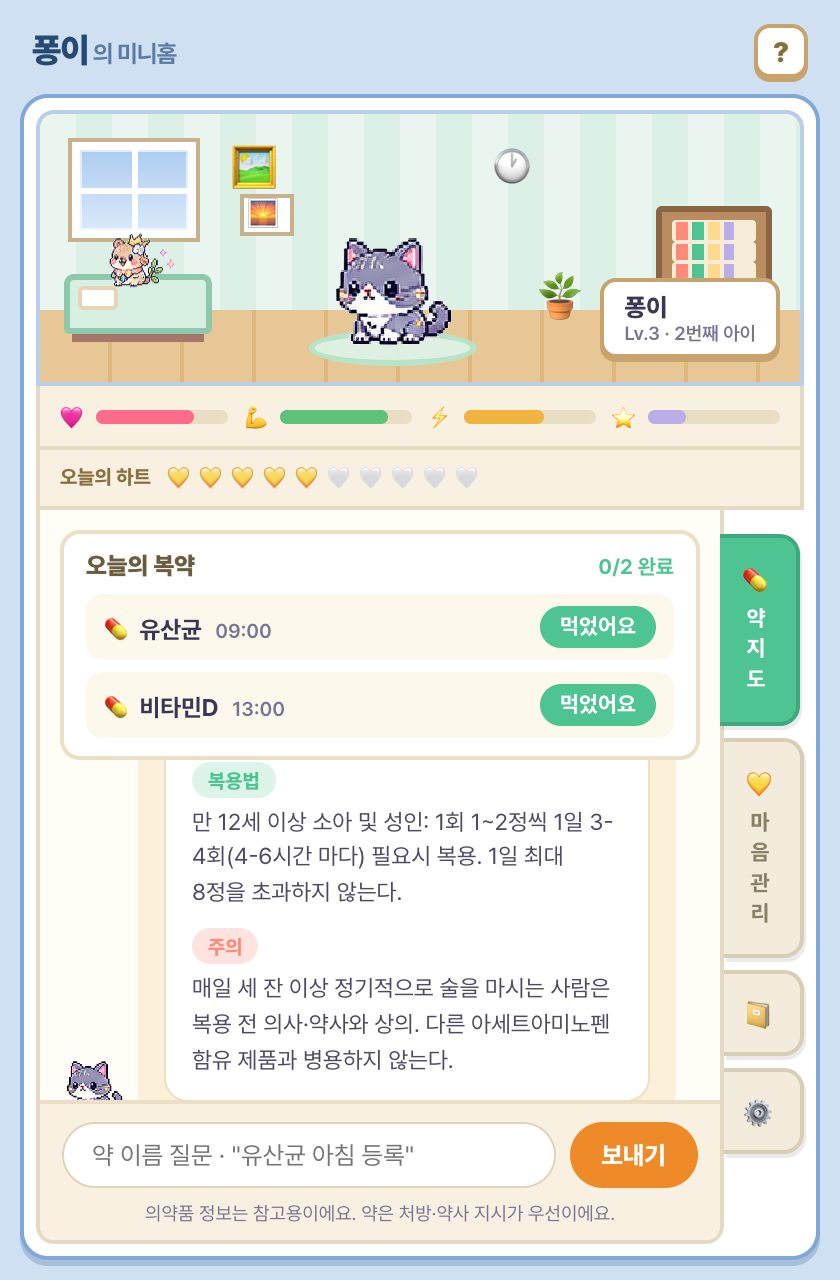 퐁이의 미니홈
?
퐁이
Lv.3 · 2번째 아이
오늘의 하트
오늘의 복약
0/2 완료
유산균 09:00
먹었어요
비타민D 13:00
먹었어요
복용법
만 12세 이상 소아 및 성인: 1회 1~2정씩 1일 3-
4회(4-6시간 마다) 필요시 복용. 1일 최대
8정을 초과하지 않는다.
주의
매일 세 잔 이상 정기적으로 술을 마시는 사람은
복용 전 의사·약사와 상의. 다른 아세트아미노펜
함유 제품과 병용하지 않는다.
약 이름 질문 · "유산균 아침 등록"
보내기
의약품 정보는 참고용이에요. 약은 처방·약사 지시가 우선이에요.
약
지
도
마
음
관
리